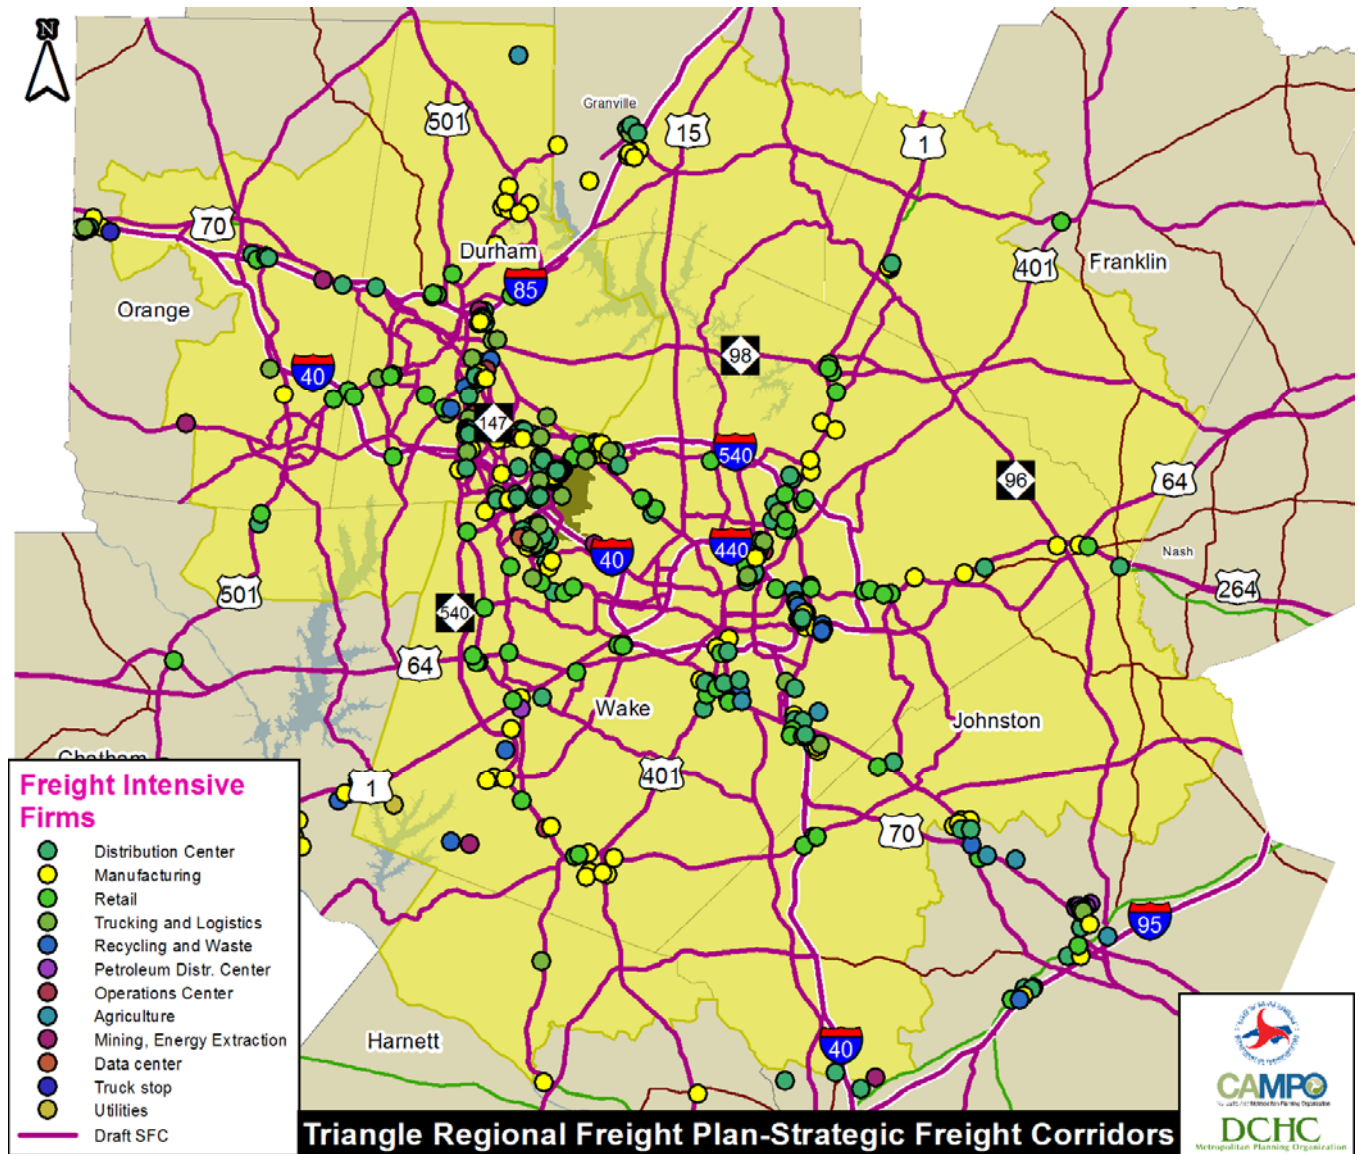 N
Granville
501
15
1
70
Durham
401
Franklin
85
Orange
98
40
147
540
96
64
40
440
Nash
501
264
540
64
Wake
Johnston
Chatham
401
1
70
95
Harnett
40
Freight Intensive
Firms
Distribution Center
Manufacturing
Retail
Trucking and Logistics
Recycling and Waste
Petroleum Distr. Center
Operations Center
Agriculture
Mining, Energy Extraction
Data center
Truck stop
Utilities
Draft SFC
Triangle Regional Freight Plan-Strategic Freight Corridors
CAMPO
DCHC
Metropolitan Planning Organization